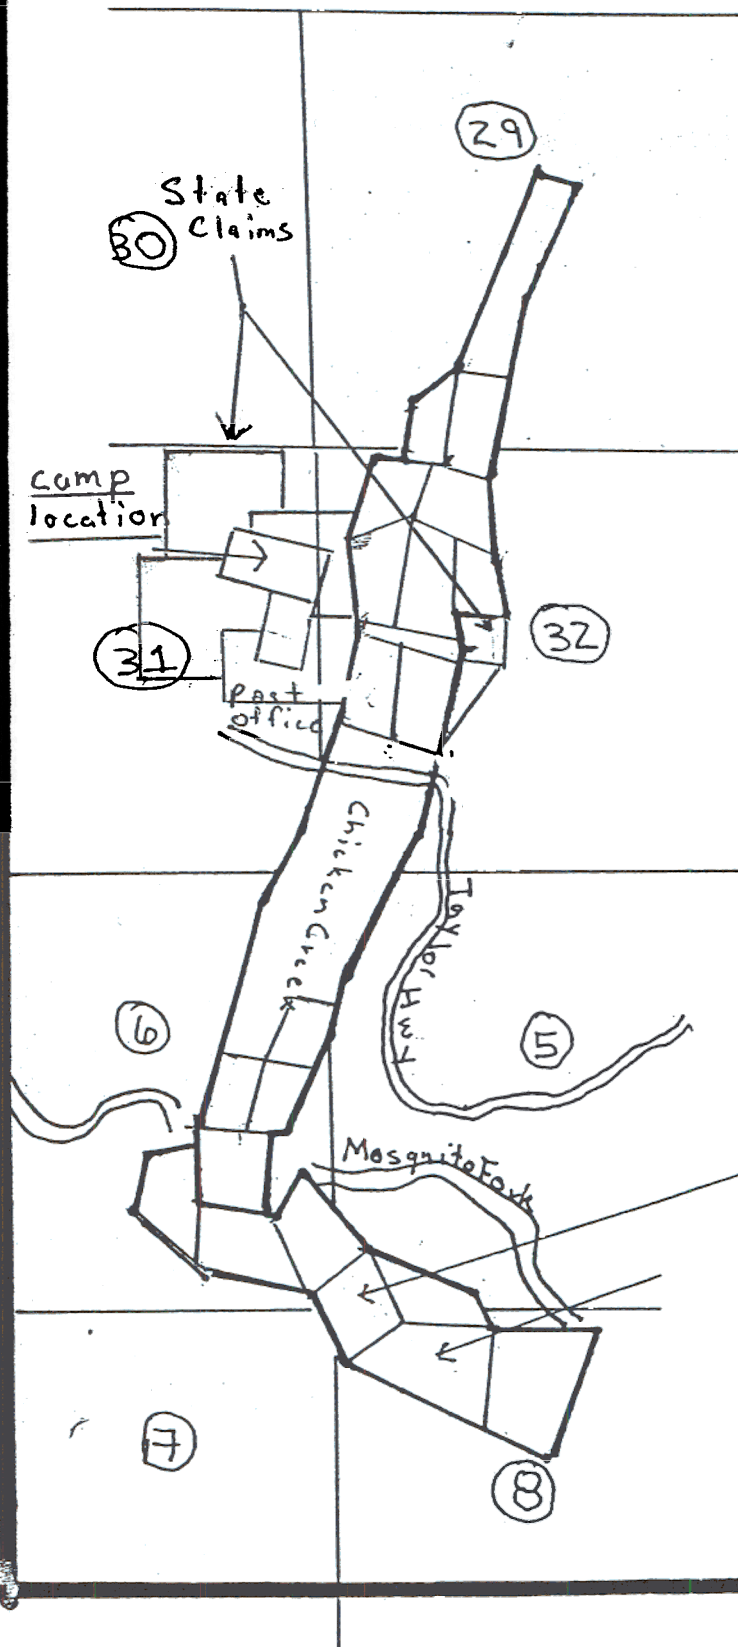 29
State
Claims
30
camp
location
31
32
Post
office
Chicken Creek
Taylor Hwy
6
5
Mosquito Fork
7
8